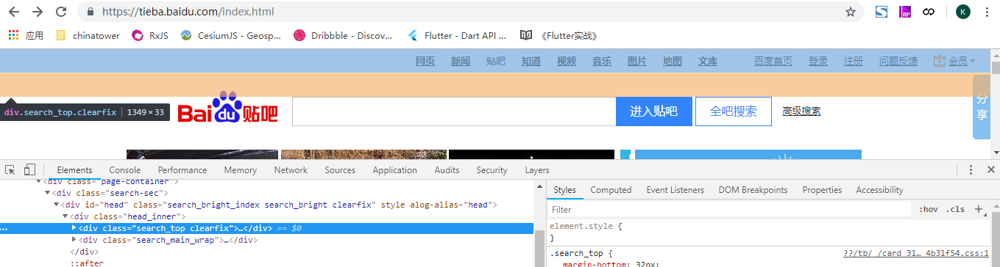 https://tieba.baidu.com/index.html
K
应用 chinatower RxJS CesiumJS - Geosp... Dribbble - Discov... Flutter - Dart API ... 《Flutter实战》
网页 新闻 贴吧 知道 视频 音乐 图片 地图 文库 百度首页 登录 注册 问题反馈 会员
分享
div.search_top.clearfix 1349 × 33
Bai du 贴吧 进入贴吧 全吧搜索 高级搜索
Elements Console Performance Memory Network Sources Application Audits Security Layers
<div class="page-container">
<div class="search-sec">
<div id="head" class="search_bright_index search_bright clearfix" style alog-alias="head">
<div class="head_inner">
<div class="search_top clearfix">…</div> == $0
<div class="search_main_wrap">…</div>
</div>
::after
Styles Computed Event Listeners DOM Breakpoints Properties Accessibility
Filter :hov .cls +
element.style {
}
.search_top { ??/tb/_/card_31… 4b31f54.css:1
margin-bottom: 32px;